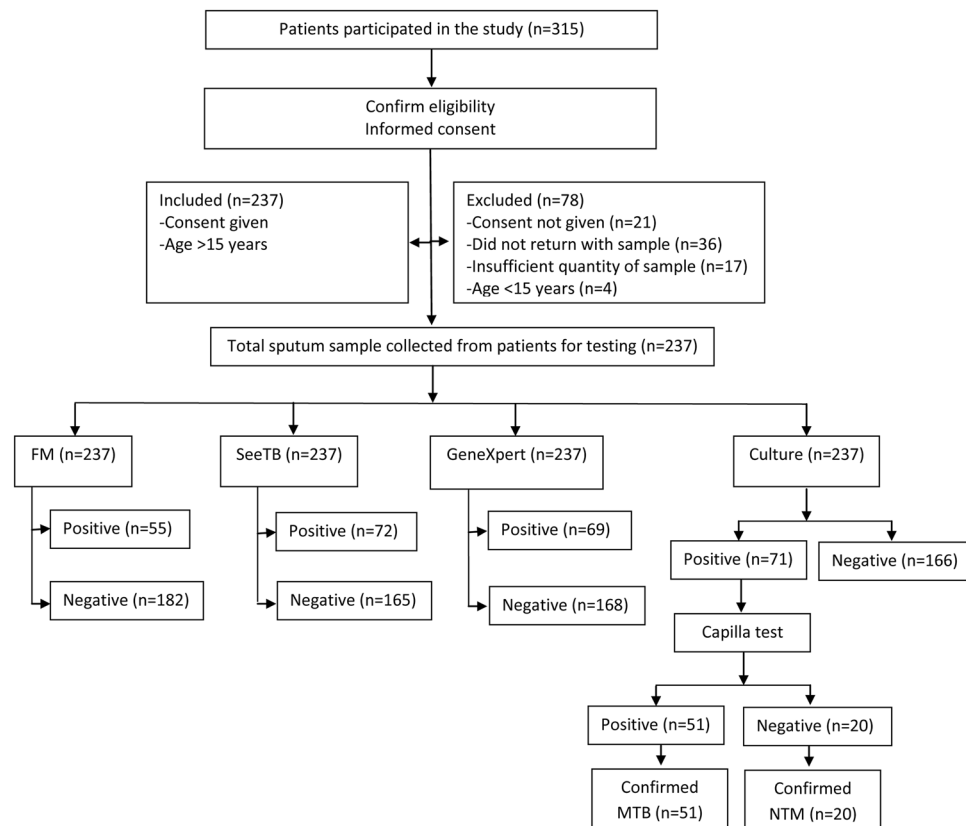 Patients participated in the study (n=315)
Confirm eligibility
Informed consent
Included (n=237)
-Consent given
-Age >15 years
Excluded (n=78)
-Consent not given (n=21)
-Did not return with sample (n=36)
-Insufficient quantity of sample (n=17)
-Age <15 years (n=4)
Total sputum sample collected from patients for testing (n=237)
FM (n=237)
SeeTB (n=237)
GeneXpert (n=237)
Culture (n=237)
Positive (n=55)
Positive (n=72)
Positive (n=69)
Positive (n=71)
Negative (n=166)
Negative (n=182)
Negative (n=165)
Negative (n=168)
Capilla test
Positive (n=51)
Negative (n=20)
Confirmed
MTB (n=51)
Confirmed
NTM (n=20)